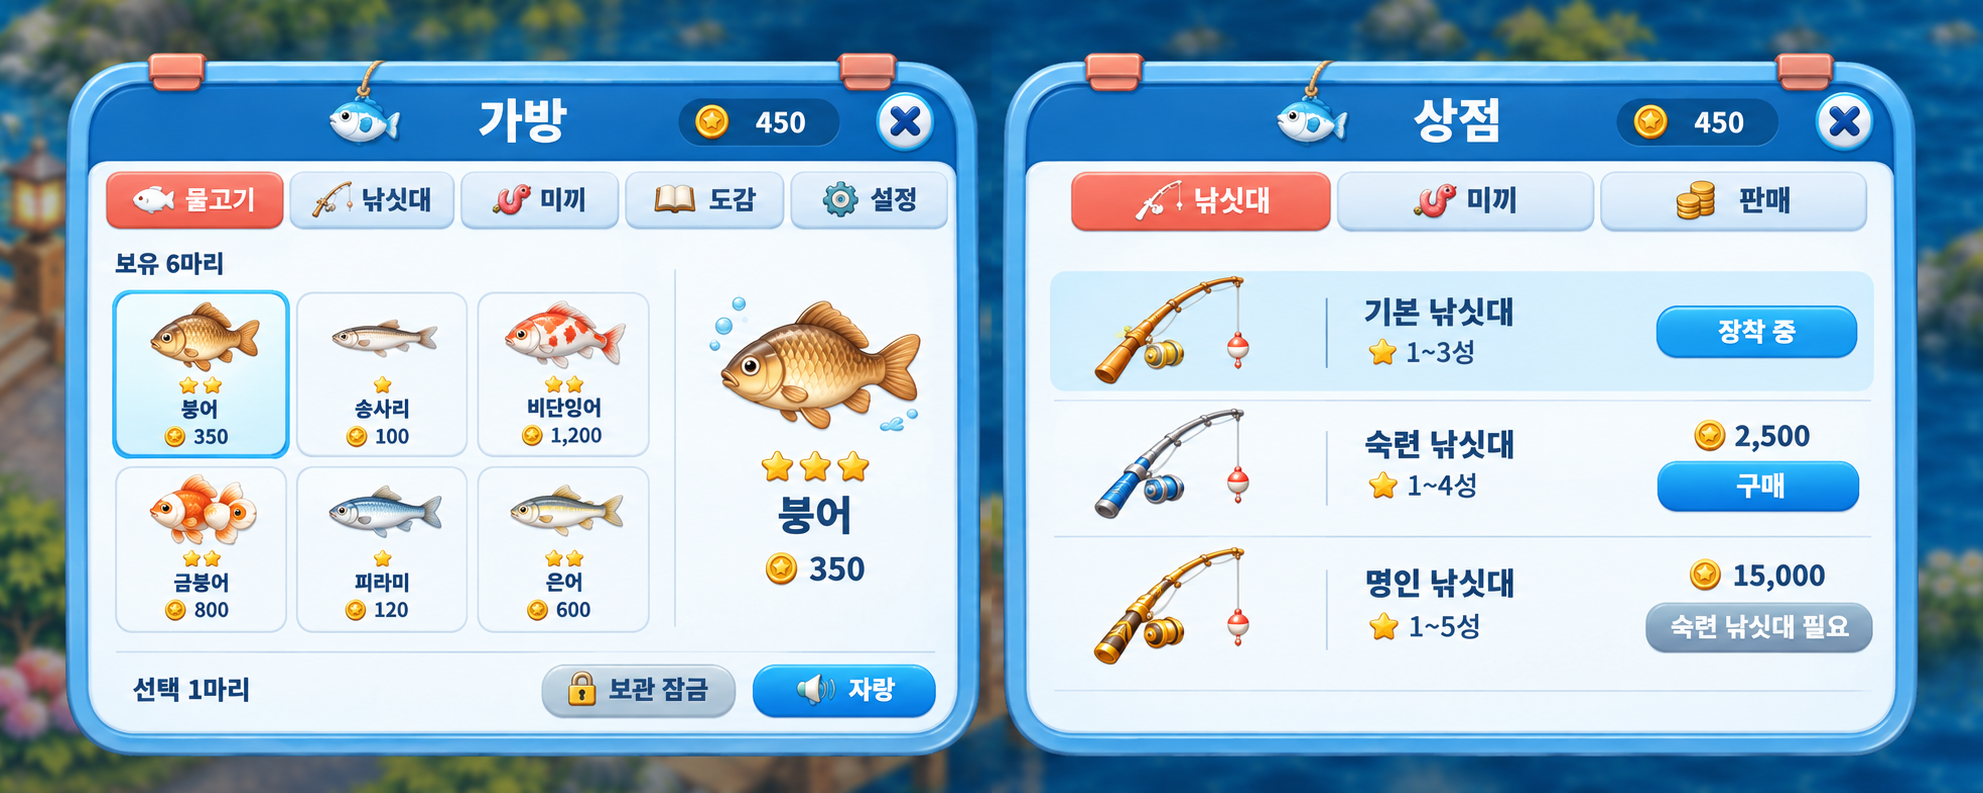 가방
450
물고기
낚싯대
미끼
도감
설정
보유 6마리
붕어
350
송사리
100
비단잉어
1,200
금붕어
800
피라미
120
은어
600
붕어
350
선택 1마리
보관 잠금
자랑
상점
450
낚싯대
미끼
판매
기본 낚싯대
1~3성
장착 중
숙련 낚싯대
1~4성
2,500
구매
명인 낚싯대
1~5성
15,000
숙련 낚싯대 필요